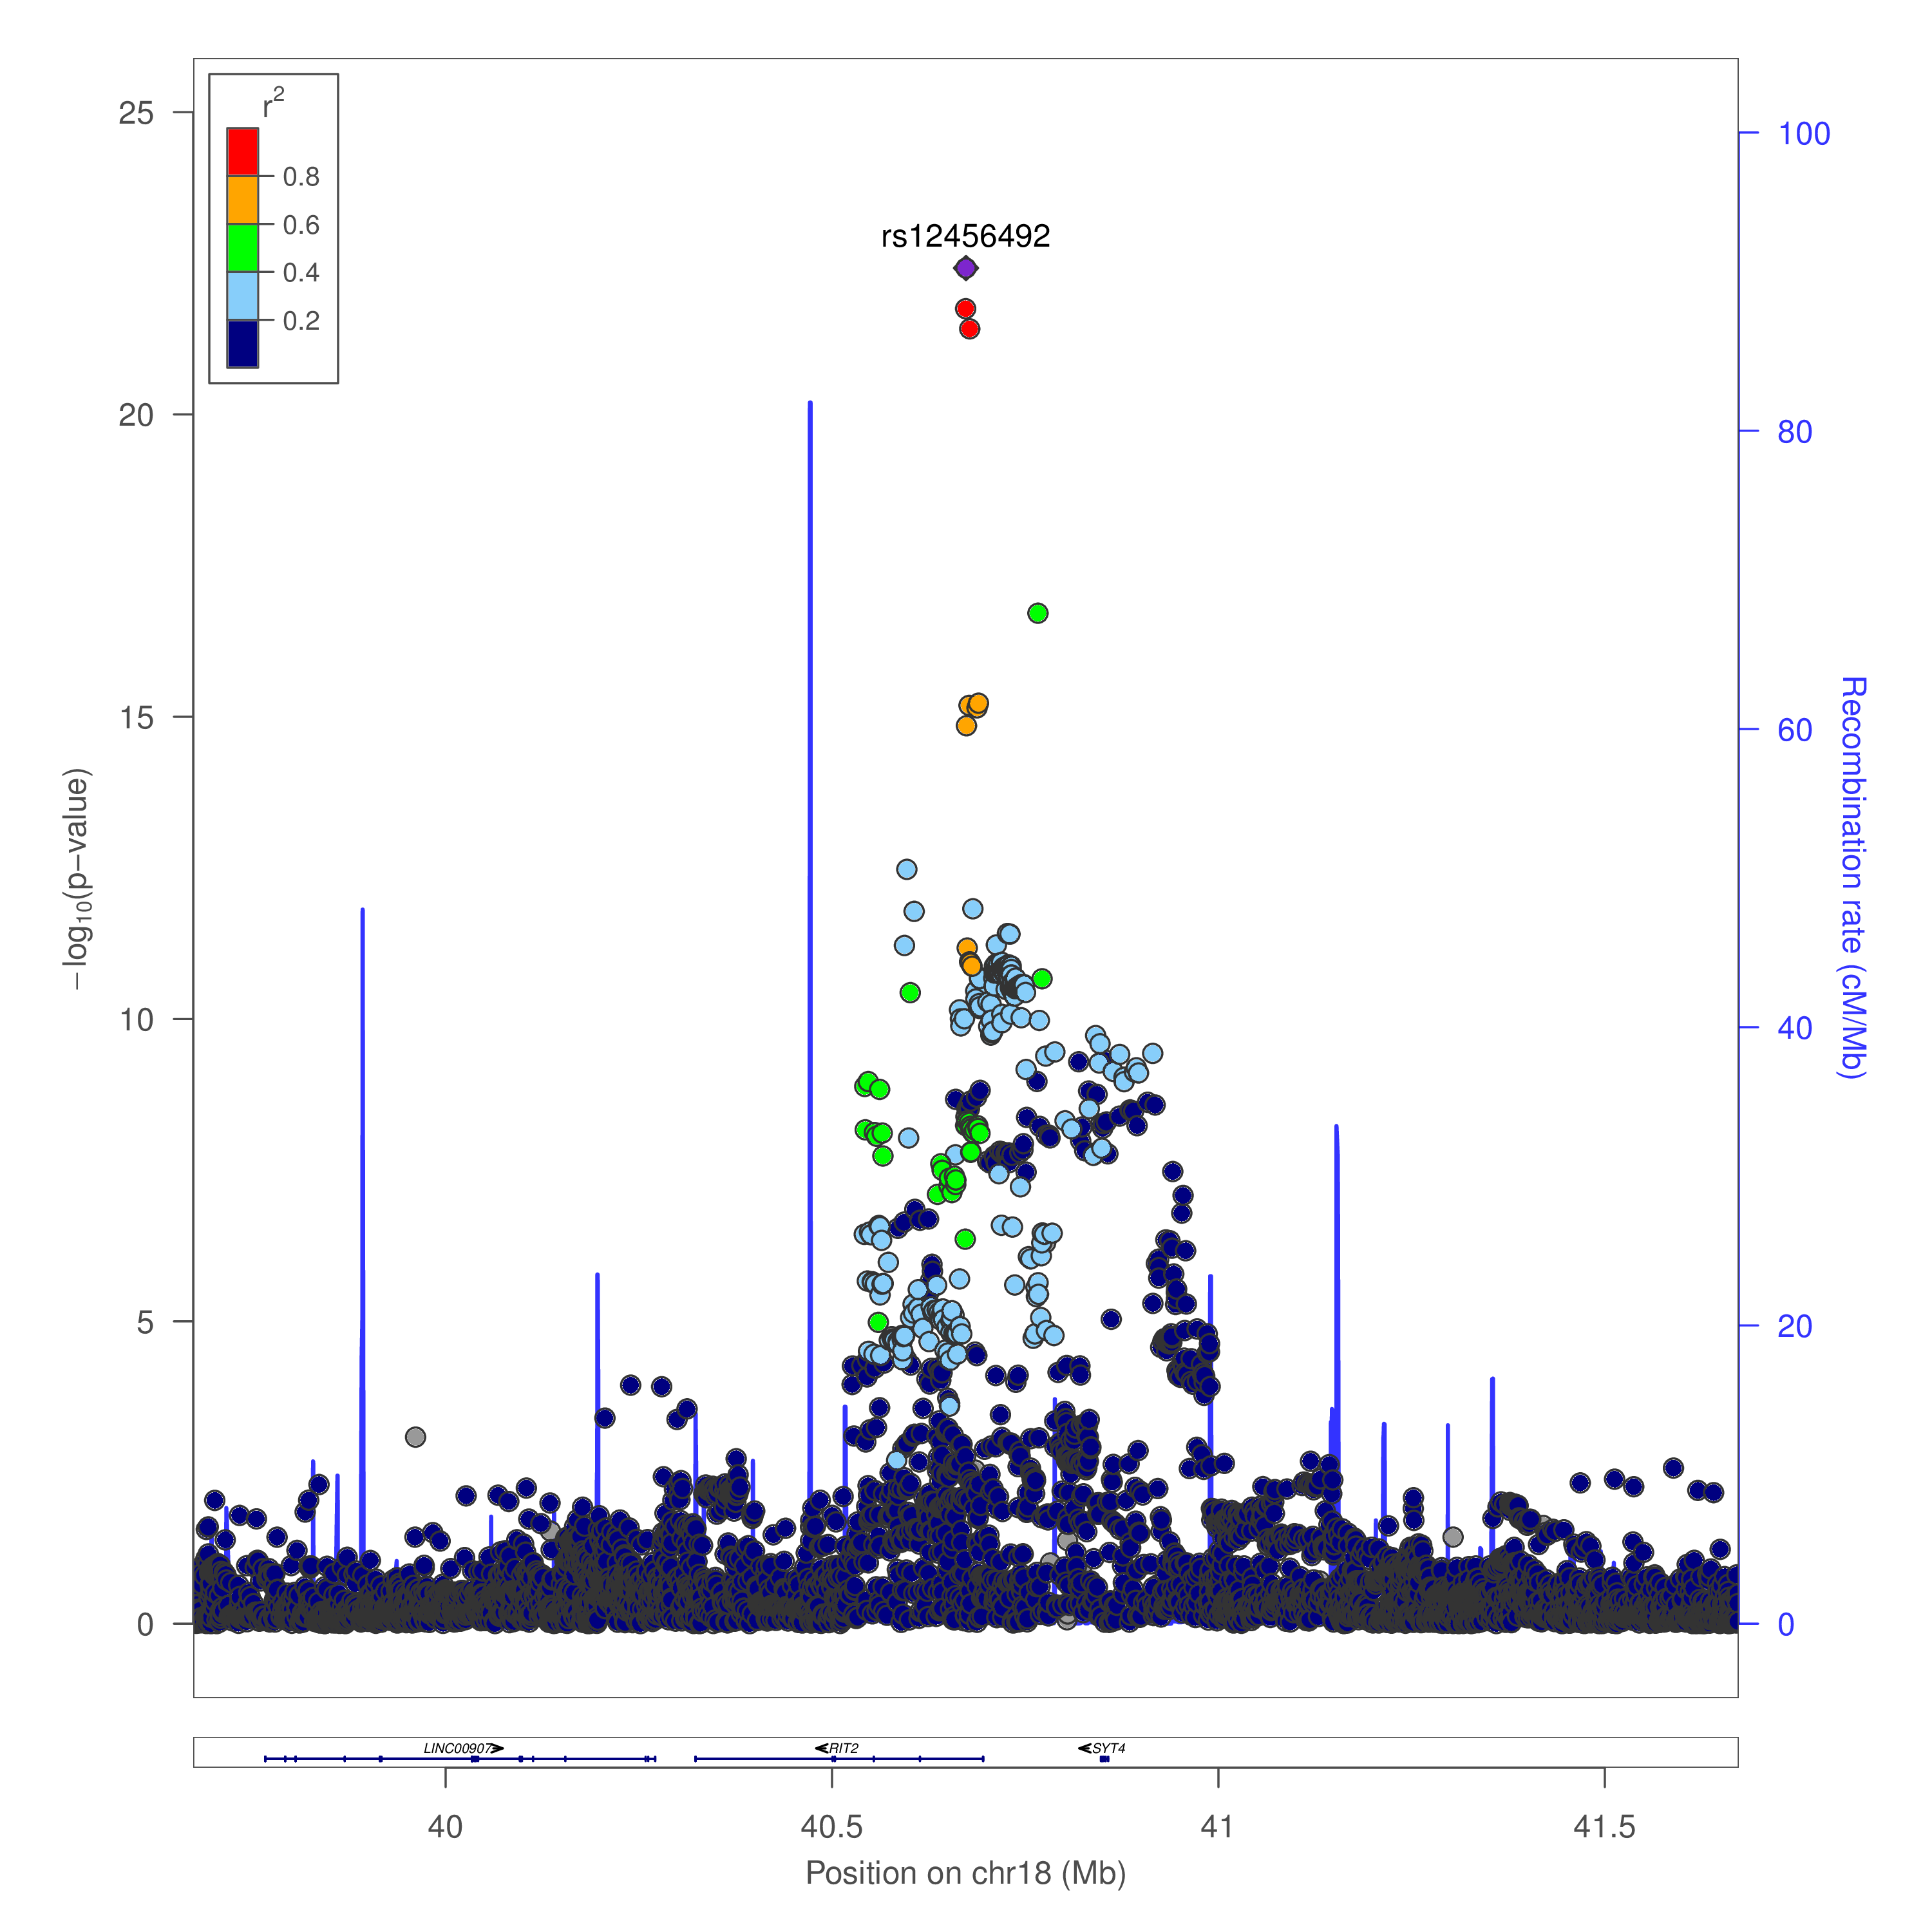 r2
0.8
0.6
0.4
0.2
rs12456492
25
20
15
10
5
0
−log10(p−value)
100
80
60
40
20
0
Recombination rate (cM/Mb)
LINC00907
RIT2
SYT4
40
40.5
41
41.5
Position on chr18 (Mb)